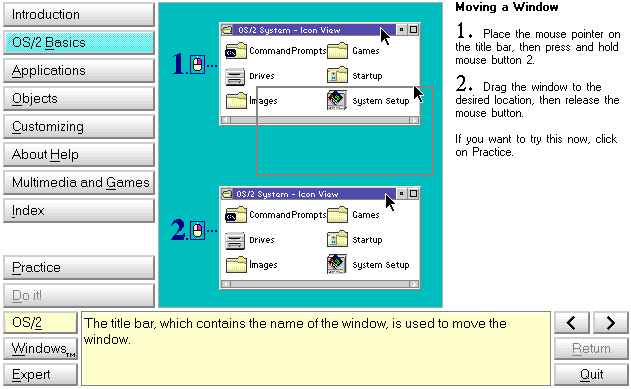 Introduction
OS/2 Basics
Applications
Objects
Customizing
About Help
Multimedia and Games
Index
Practice
Do it!
1. ...
OS/2 System - Icon View
Command Prompts Games
Drives Startup
Images System Setup
2. ...
OS/2 System - Icon View
Command Prompts Games
Drives Startup
Images System Setup
Moving a Window
1. Place the mouse pointer on
the title bar, then press and hold
mouse button 2.
2. Drag the window to the
desired location, then release the
mouse button.
If you want to try this now, click
on Practice.
OS/2
Windows™
Expert
The title bar, which contains the name of the window, is used to move the
window.
< >
Return
Quit